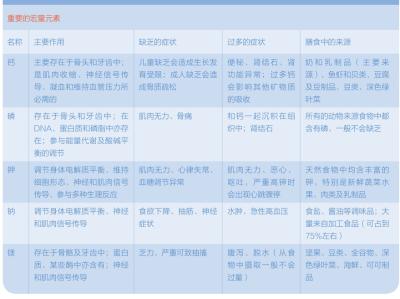 重要的宏量元素
名称 主要作用 缺乏的症状 过多的症状 膳食中的来源
钙 主要存在于骨头和牙齿中; 儿童缺乏会造成生长发 便秘、肾结石、肾 奶和乳制品(主要来
是肌肉收缩、神经信号传 育受限;成人缺乏会造 功能异常;过多钙 源)、鱼虾和贝类、豆腐
导、凝血和维持血管压力所 成骨质疏松 会影响其他矿物质 及豆制品、豆类、深色绿
必需的 的吸收 叶菜
磷 存在于骨头和牙齿中;在 肌肉无力、骨痛 和钙一起沉积在组 所有的动物来源食物中都
DNA、蛋白质和磷脂中亦存 织中;肾结石 含有磷,一般不会缺乏
在;参与能量代谢及酸碱平
衡的调节
钾 调节身体电解质平衡、维持 肌肉无力、心律失常、 肌肉无力、恶心、 天然食物中均含丰富的
细胞形态、神经和肌肉信号 血糖调节异常 呕吐,严重高钾时 钾,特别是新鲜蔬菜水
传导、参与多种生理反应 会出现心跳骤停 果、肉类及乳制品
钠 调节身体电解质平衡、神经 食欲下降、抽筋、神经 水肿、急性高血压 食盐、酱油等调味品;大
和肌肉信号传导 症状 量来自加工食品(可占到
75%左右)
镁 存在于骨骼及牙齿中;蛋白 乏力、严重可致抽搐 腹泻、脱水(从食 坚果、豆类、全谷物、深
质、某些酶中亦含有;神经 物中摄取一般不会 色绿叶菜、海鲜、可可制
和肌肉信号传导 过量) 品